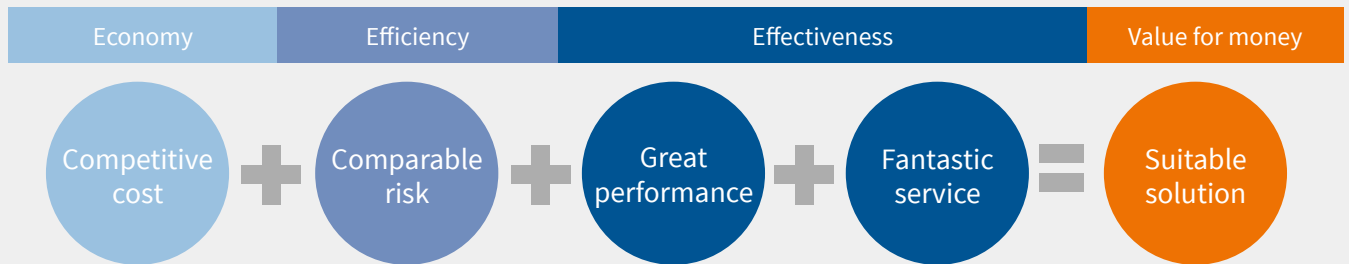 Economy
Efficiency
Effectiveness
Value for money
Competitive
cost
+
Comparable
risk
+
Great
performance
+
Fantastic
service
=
Suitable
solution